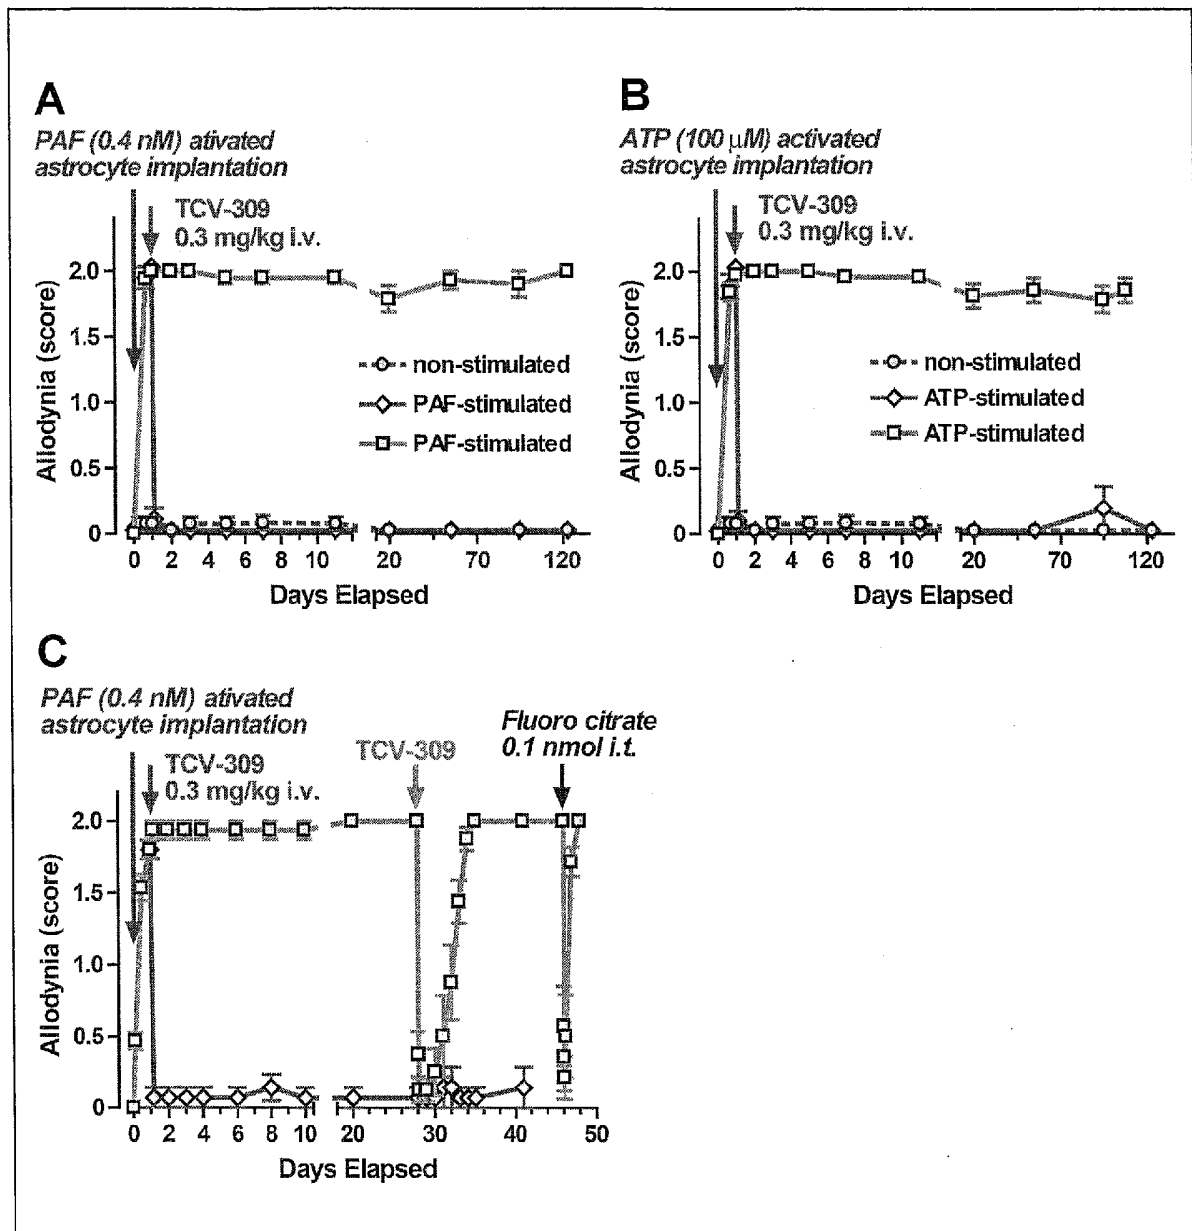 A
PAF (0.4 nM) ativated
astrocyte implantation
TCV-309
0.3 mg/kg i.v.
Allodynia (score)
2.0
1.5
1.0
0.5
0
non-stimulated
PAF-stimulated
PAF-stimulated
0 2 4 6 8 10 20 70 120
Days Elapsed
B
ATP (100 µM) activated
astrocyte implantation
TCV-309
0.3 mg/kg i.v.
Allodynia (score)
2.0
1.5
1.0
0.5
0
non-stimulated
ATP-stimulated
ATP-stimulated
0 2 4 6 8 10 20 70 120
Days Elapsed
C
PAF (0.4 nM) ativated
astrocyte implantation
TCV-309
0.3 mg/kg i.v.
TCV-309
Fluoro citrate
0.1 nmol i.t.
Allodynia (score)
2.0
1.5
1.0
0.5
0
0 2 4 6 8 10 20 30 40 50
Days Elapsed